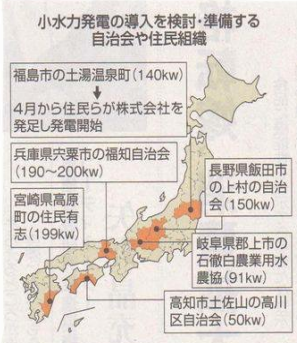 小水力発電の導入を検討・準備する
自治会や住民組織
福島市の土湯温泉町（140kw）
4月から住民らが株式会社を
発足し発電開始
兵庫県宍粟市の福知自治会
（190～200kw）
宮崎県高原
町の住民有
志（199kw）
長野県飯田市
の上村の自治
会（150kw）
岐阜県郡上市の
石徹白農業用水
農協（91kw）
高知市土佐山の高川
区自治会（50kw）